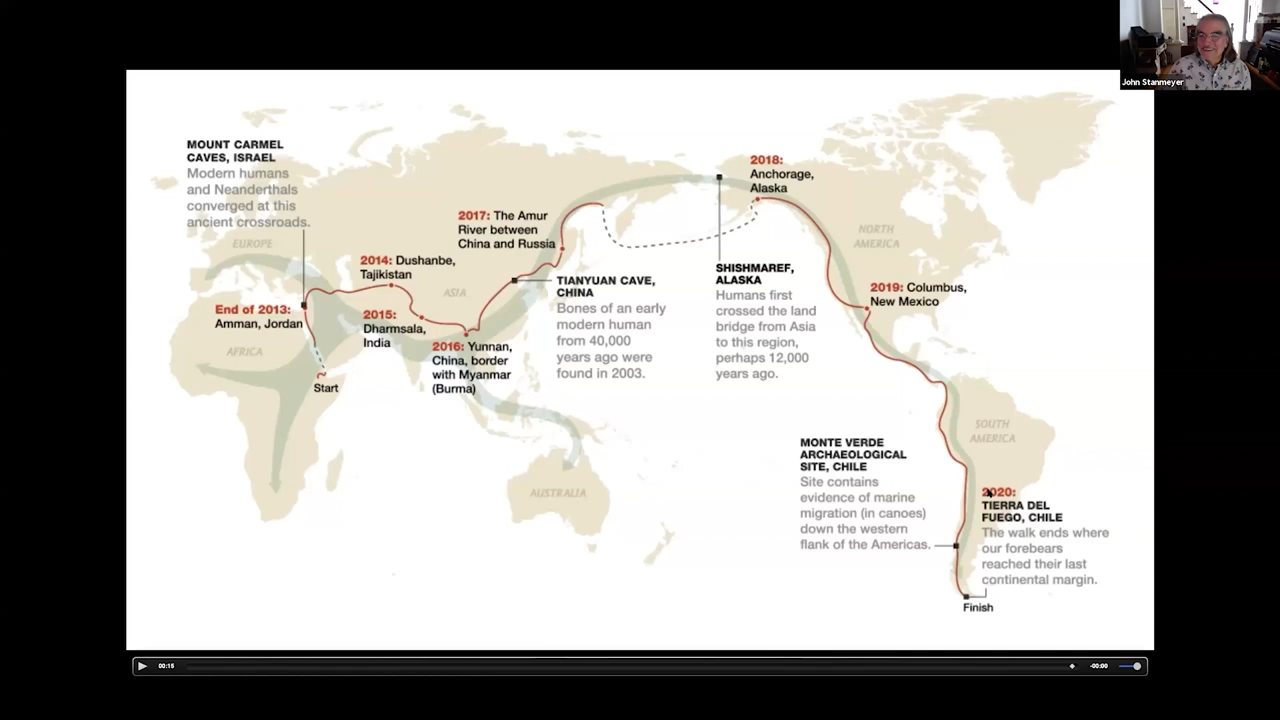 John Stanmeyer
MOUNT CARMEL
CAVES, ISRAEL
Modern humans
and Neanderthals
converged at this
ancient crossroads.
EUROPE
End of 2013:
Amman, Jordan
AFRICA
Start
2014: Dushanbe,
Tajikistan
ASIA
2015:
Dharmsala,
India
2016: Yunnan,
China, border
with Myanmar
(Burma)
2017: The Amur
River between
China and Russia
TIANYUAN CAVE,
CHINA
Bones of an early
modern human
from 40,000
years ago were
found in 2003.
AUSTRALIA
2018:
Anchorage,
Alaska
SHISHMAREF,
ALASKA
Humans first
crossed the land
bridge from Asia
to this region,
perhaps 12,000
years ago.
NORTH
AMERICA
2019: Columbus,
New Mexico
SOUTH
AMERICA
MONTE VERDE
ARCHAEOLOGICAL
SITE, CHILE
Site contains
evidence of marine
migration (in canoes)
down the western
flank of the Americas.
2020:
TIERRA DEL
FUEGO, CHILE
The walk ends where
our forebears
reached their last
continental margin.
Finish
00:15
-00:00